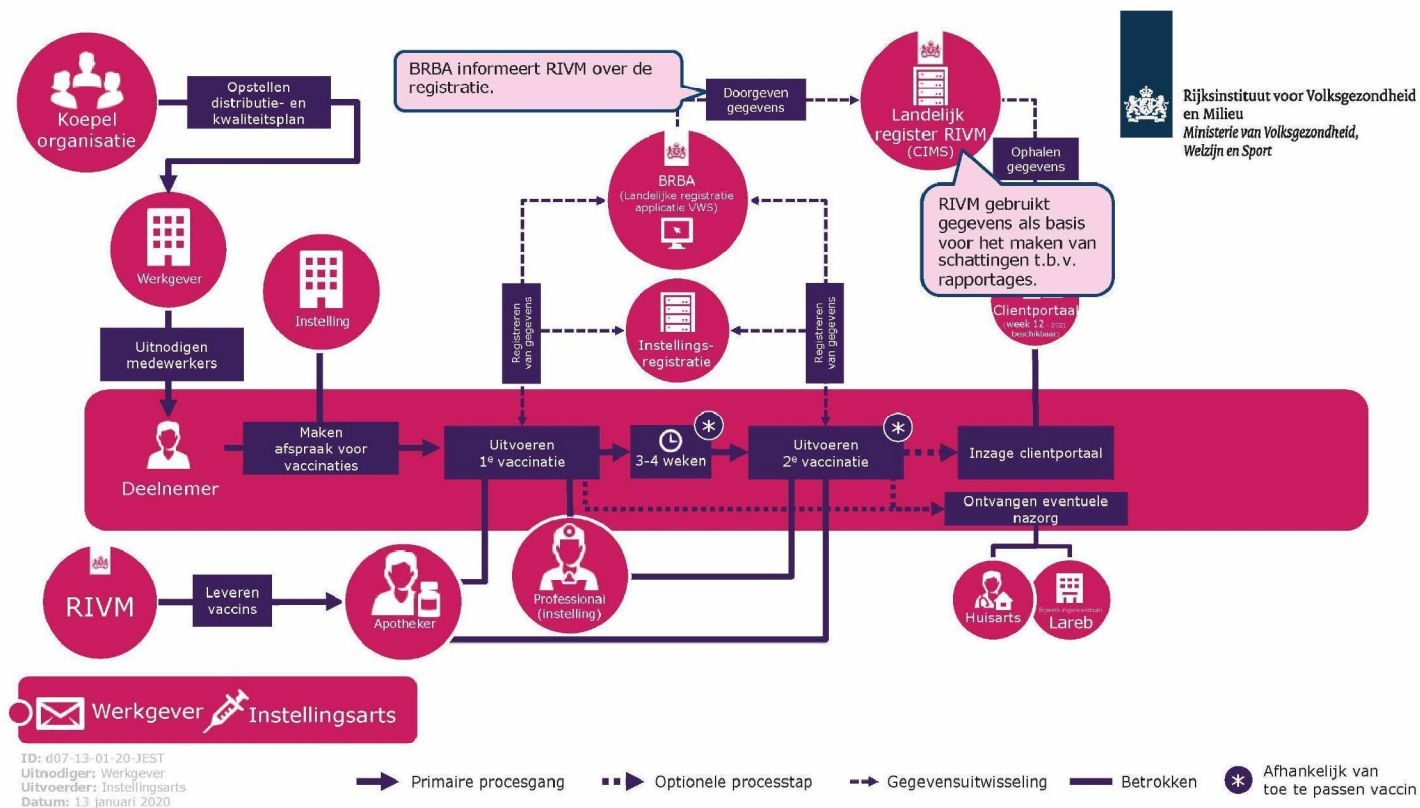 Koepel
organisatie
Opstellen
distributie- en
kwaliteitsplan
BRBA informeert RIVM over de
registratie.
Doorgeven
gegevens
Landelijk
register RIVM
(CIMS)
Rijksinstituut voor Volksgezondheid
en Milieu
Ministerie van Volksgezondheid,
Welzijn en Sport
Ophalen
gegevens
BRBA
(Landelijke registratie
applicatie VWS)
RIVM gebruikt
gegevens als basis
voor het maken van
schattingen t.b.v.
rapportages.
Werkgever
Instelling
Registreren
van gegevens
Instellings-
registratie
Registreren
van gegevens
Clientportaal
(week 12 - 2021
beschikbaar)
Uitnodigen
medewerkers
Deelnemer
Maken
afspraak voor
vaccinaties
Uitvoeren
1e vaccinatie
3-4 weken
*
Uitvoeren
2e vaccinatie
*
Inzage clientportaal
Ontvangen eventuele
nazorg
RIVM
Leveren
vaccins
Apotheker
Professional
(instelling)
Huisarts
Bijwerkingencentrum
Lareb
Werkgever
Instellingsarts
ID: d07-13-01-20-JEST
Uitnodiger: Werkgever
Uitvoerder: Instellingsarts
Datum: 13 januari 2020
Primaire procesgang
Optionele processtap
Gegevensuitwisseling
Betrokken
*
Afhankelijk van
toe te passen vaccin